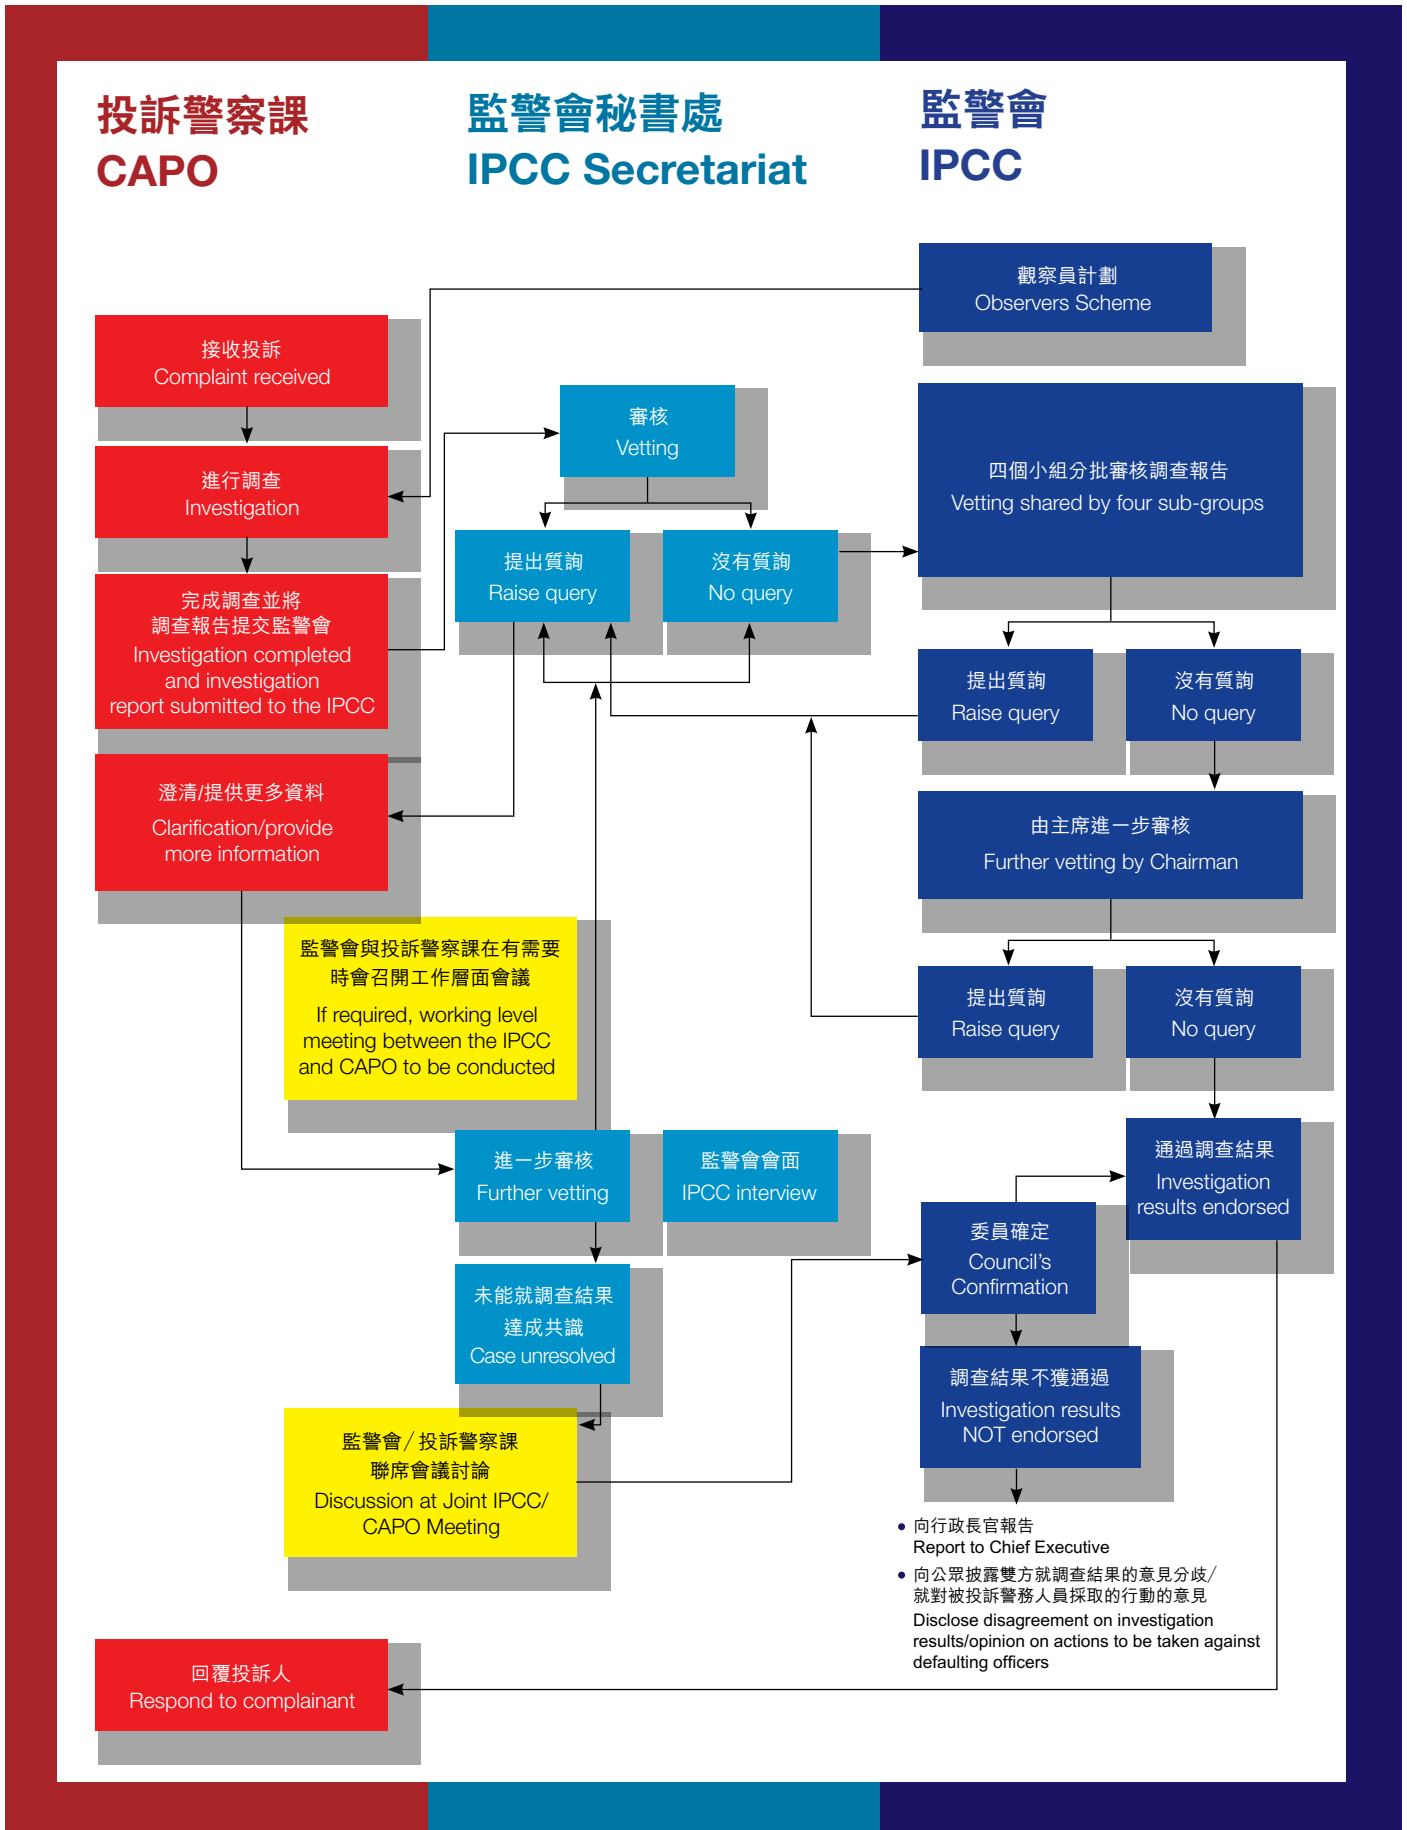 投訴警察課
CAPO
監警會秘書處
IPCC Secretariat
監警會
IPCC
觀察員計劃
Observers Scheme
接收投訴
Complaint received
進行調查
Investigation
完成調查並將
調查報告提交監警會
Investigation completed
and investigation
report submitted to the IPCC
澄清/提供更多資料
Clarification/provide
more information
審核
Vetting
提出質詢
Raise query
沒有質詢
No query
四個小組分批審核調查報告
Vetting shared by four sub-groups
提出質詢
Raise query
沒有質詢
No query
由主席進一步審核
Further vetting by Chairman
提出質詢
Raise query
沒有質詢
No query
監警會與投訴警察課在有需要
時會召開工作層面會議
If required, working level
meeting between the IPCC
and CAPO to be conducted
進一步審核
Further vetting
監警會會面
IPCC interview
未能就調查結果
達成共識
Case unresolved
監警會/投訴警察課
聯席會議討論
Discussion at Joint IPCC/
CAPO Meeting
通過調查結果
Investigation
results endorsed
委員確定
Council's
Confirmation
調查結果不獲通過
Investigation results
NOT endorsed
• 向行政長官報告
Report to Chief Executive
• 向公眾披露雙方就調查結果的意見分歧/
就對被投訴警務人員採取的行動的意見
Disclose disagreement on investigation
results/opinion on actions to be taken against
defaulting officers
回覆投訴人
Respond to complainant